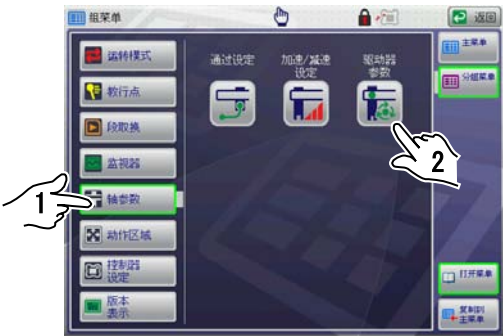 组菜单
返回
运转模式
教行点
段取换
监视器
轴参数
动作区域
控制器
设定
版本
表示
通过设定
加速/减速
设定
驱动器
参数
主菜单
分组菜单
打开菜单
复制到
主菜单
1
2